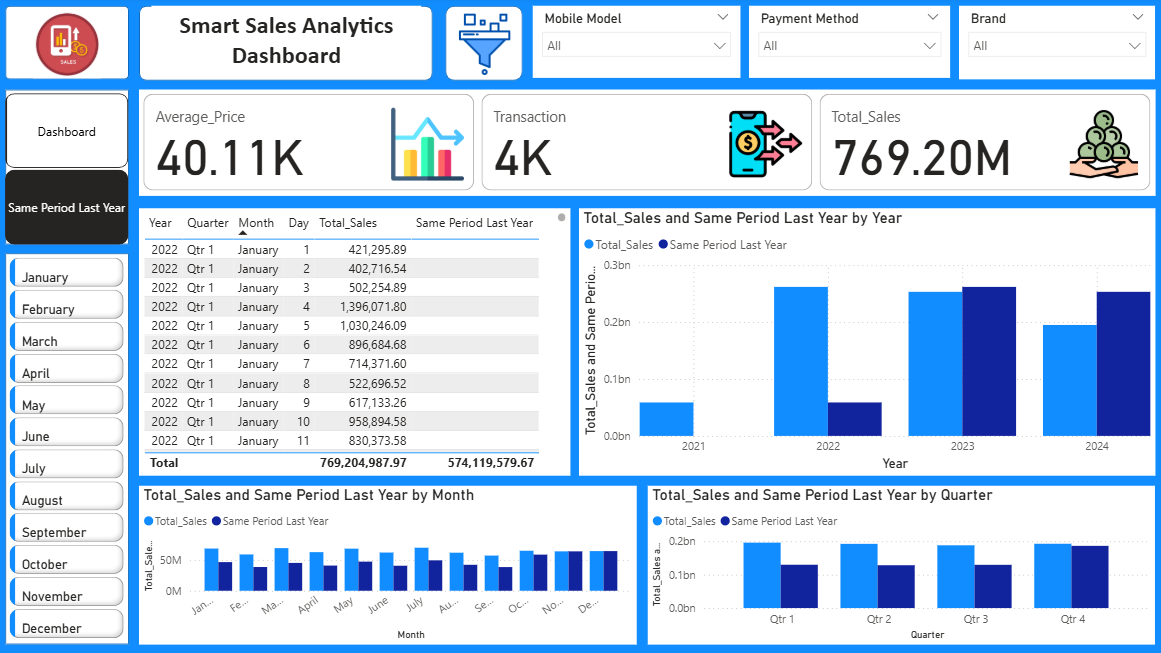 SALES
Smart Sales Analytics
Dashboard
Mobile Model
All
Payment Method
All
Brand
All
Dashboard
Same Period Last Year
January
February
March
April
May
June
July
August
September
October
November
December
Average_Price
40.11K
Transaction
4K
Total_Sales
769.20M
Year Quarter Month Day Total_Sales Same Period Last Year
2022 Qtr 1 January 1 421,295.89
2022 Qtr 1 January 2 402,716.54
2022 Qtr 1 January 3 502,254.89
2022 Qtr 1 January 4 1,396,071.80
2022 Qtr 1 January 5 1,030,246.09
2022 Qtr 1 January 6 896,684.68
2022 Qtr 1 January 7 714,371.60
2022 Qtr 1 January 8 522,696.52
2022 Qtr 1 January 9 617,133.26
2022 Qtr 1 January 10 958,894.58
2022 Qtr 1 January 11 830,373.58
Total 769,204,987.97 574,119,579.67
Total_Sales and Same Period Last Year by Year
Total_Sales Same Period Last Year
Total_Sales and Same Perio...
0.3bn
0.2bn
0.1bn
0.0bn
2021 2022 2023 2024
Year
Total_Sales and Same Period Last Year by Month
Total_Sales Same Period Last Year
Total_Sale...
50M
0M
Jan... Fe... Ma... April May June July Au... Se... Oc... No... De...
Month
Total_Sales and Same Period Last Year by Quarter
Total_Sales Same Period Last Year
Total_Sales a...
0.2bn
0.1bn
0.0bn
Qtr 1 Qtr 2 Qtr 3 Qtr 4
Quarter